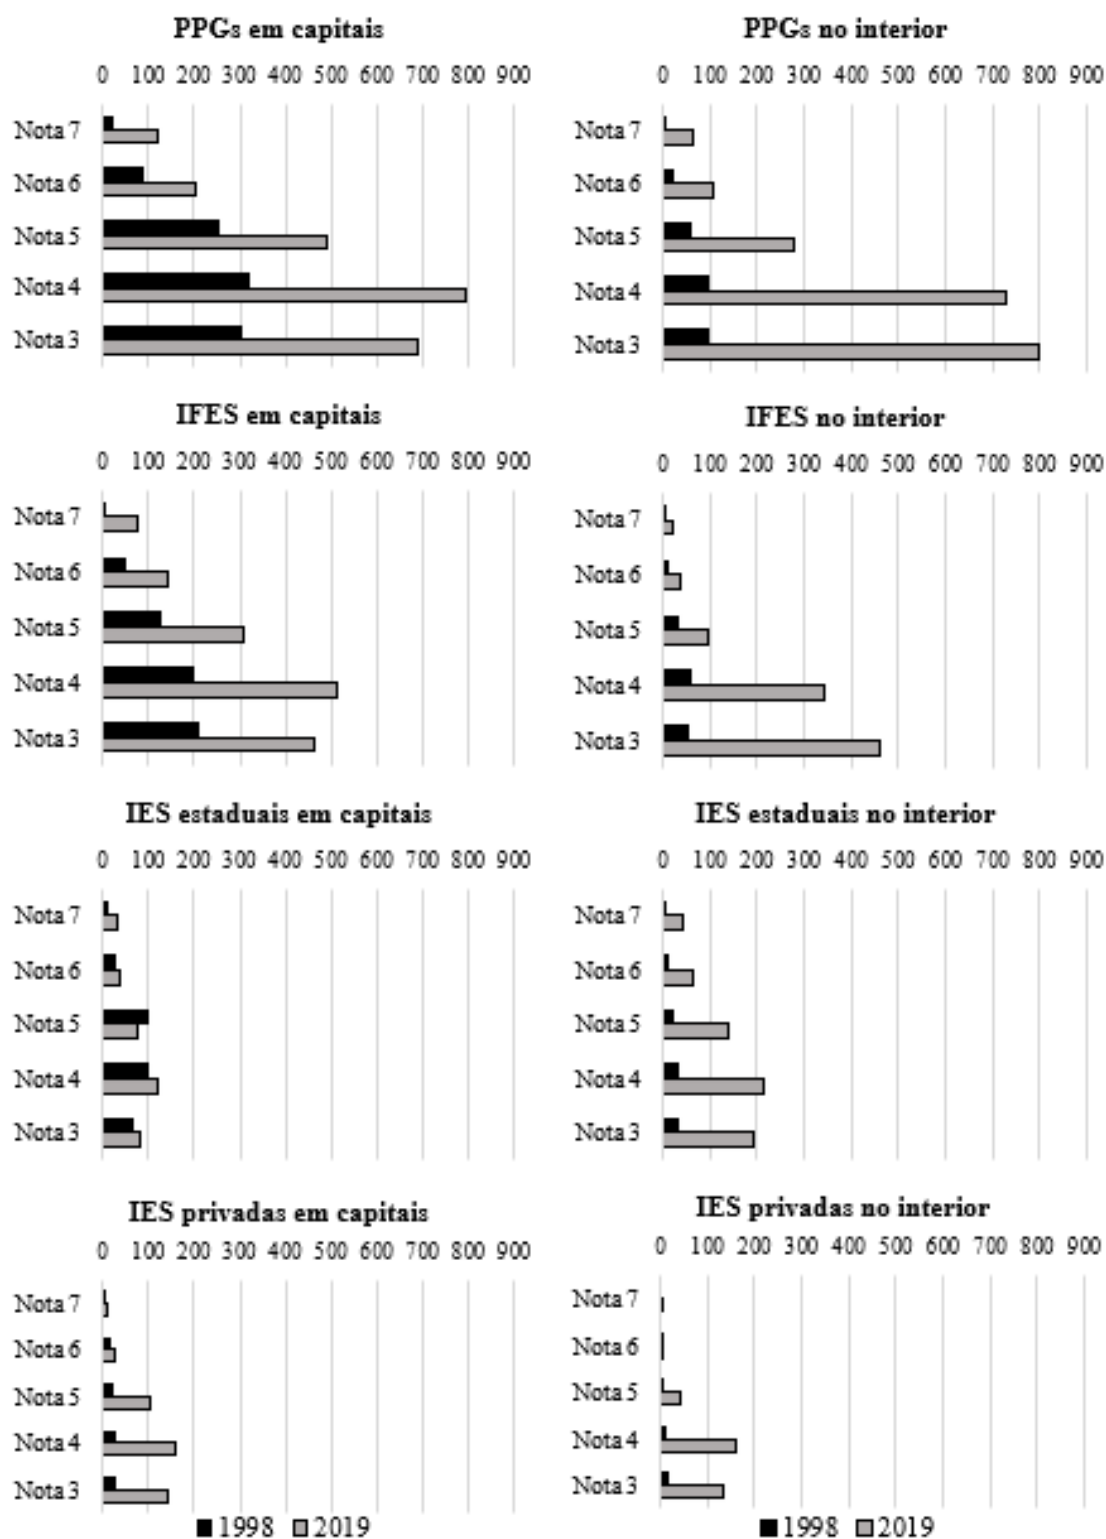 PPGs em capitais
0 100 200 300 400 500 600 700 800 900
Nota 7
Nota 6
Nota 5
Nota 4
Nota 3
PPGs no interior
0 100 200 300 400 500 600 700 800 900
Nota 7
Nota 6
Nota 5
Nota 4
Nota 3
IFES em capitais
0 100 200 300 400 500 600 700 800 900
Nota 7
Nota 6
Nota 5
Nota 4
Nota 3
IFES no interior
0 100 200 300 400 500 600 700 800 900
Nota 7
Nota 6
Nota 5
Nota 4
Nota 3
IES estaduais em capitais
0 100 200 300 400 500 600 700 800 900
Nota 7
Nota 6
Nota 5
Nota 4
Nota 3
IES estaduais no interior
0 100 200 300 400 500 600 700 800 900
Nota 7
Nota 6
Nota 5
Nota 4
Nota 3
IES privadas em capitais
0 100 200 300 400 500 600 700 800 900
Nota 7
Nota 6
Nota 5
Nota 4
Nota 3
1998 2019
IES privadas no interior
0 100 200 300 400 500 600 700 800 900
Nota 7
Nota 6
Nota 5
Nota 4
Nota 3
1998 2019